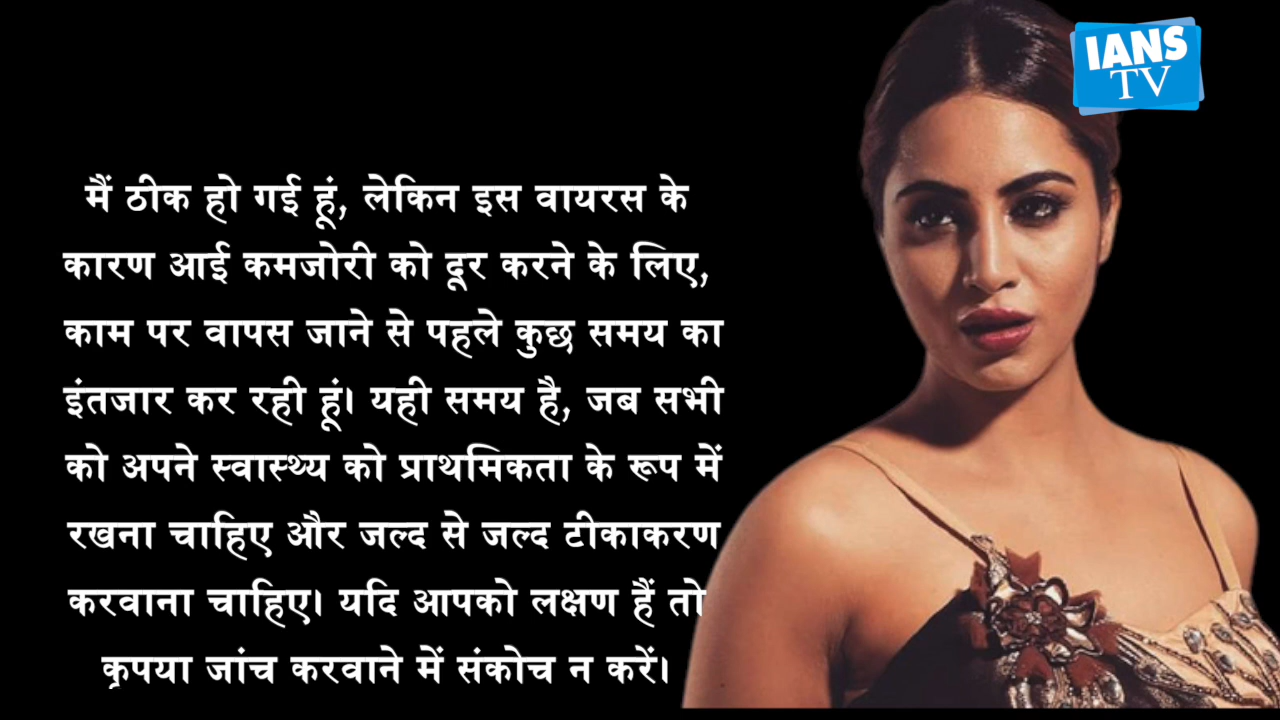 IANS
TV
मैं ठीक हो गई हूं, लेकिन इस वायरस के
कारण आई कमजोरी को दूर करने के लिए,
काम पर वापस जाने से पहले कुछ समय का
इंतजार कर रही हूं। यही समय है, जब सभी
को अपने स्वास्थ्य को प्राथमिकता के रूप में
रखना चाहिए और जल्द से जल्द टीकाकरण
करवाना चाहिए। यदि आपको लक्षण हैं तो
कृपया जांच करवाने में संकोच न करें।